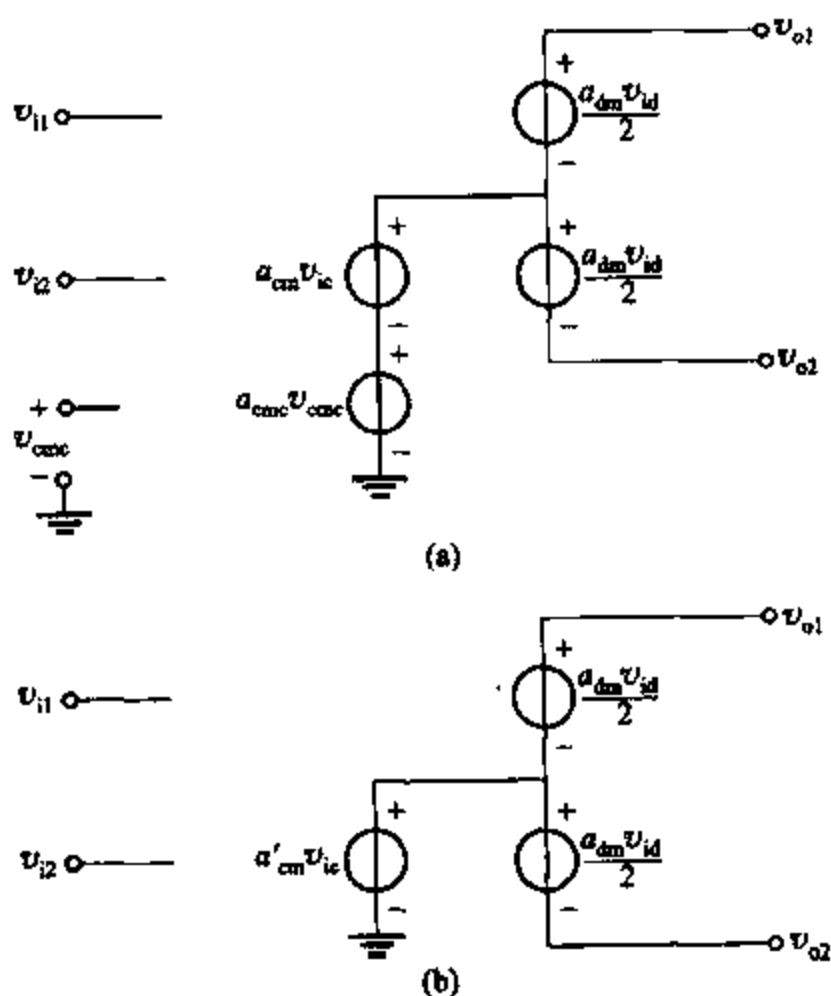 + v_o1
a_dm v_id / 2
v_i1
−
+ +
v_i2 a_cm v_ic a_dm v_id / 2
− −
+ v_o2
+ a_cmc v_cmc
v_cmc
− −
(a)
v_o1
+
v_i1 a_dm v_id / 2
−
+ +
v_i2 a'_cm v_ic a_dm v_id / 2
− −
v_o2
(b)